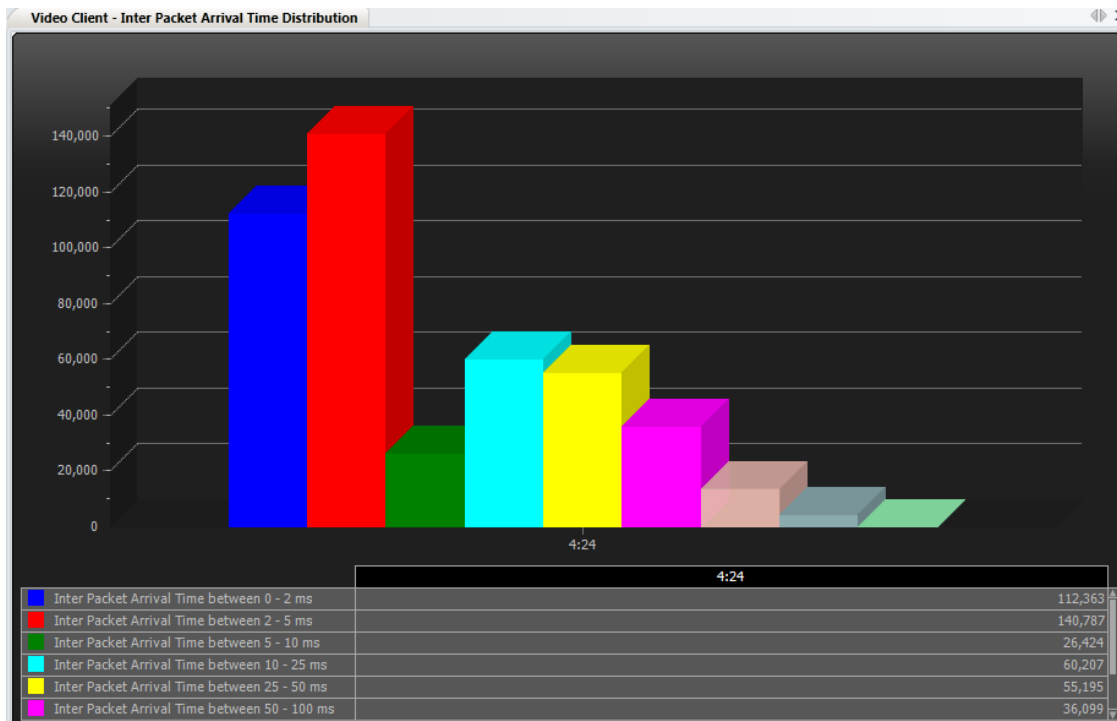 Video Client - Inter Packet Arrival Time Distribution
140,000
120,000
100,000
80,000
60,000
40,000
20,000
0
4:24
4:24
Inter Packet Arrival Time between 0 - 2 ms 112,363
Inter Packet Arrival Time between 2 - 5 ms 140,787
Inter Packet Arrival Time between 5 - 10 ms 26,424
Inter Packet Arrival Time between 10 - 25 ms 60,207
Inter Packet Arrival Time between 25 - 50 ms 55,195
Inter Packet Arrival Time between 50 - 100 ms 36,099